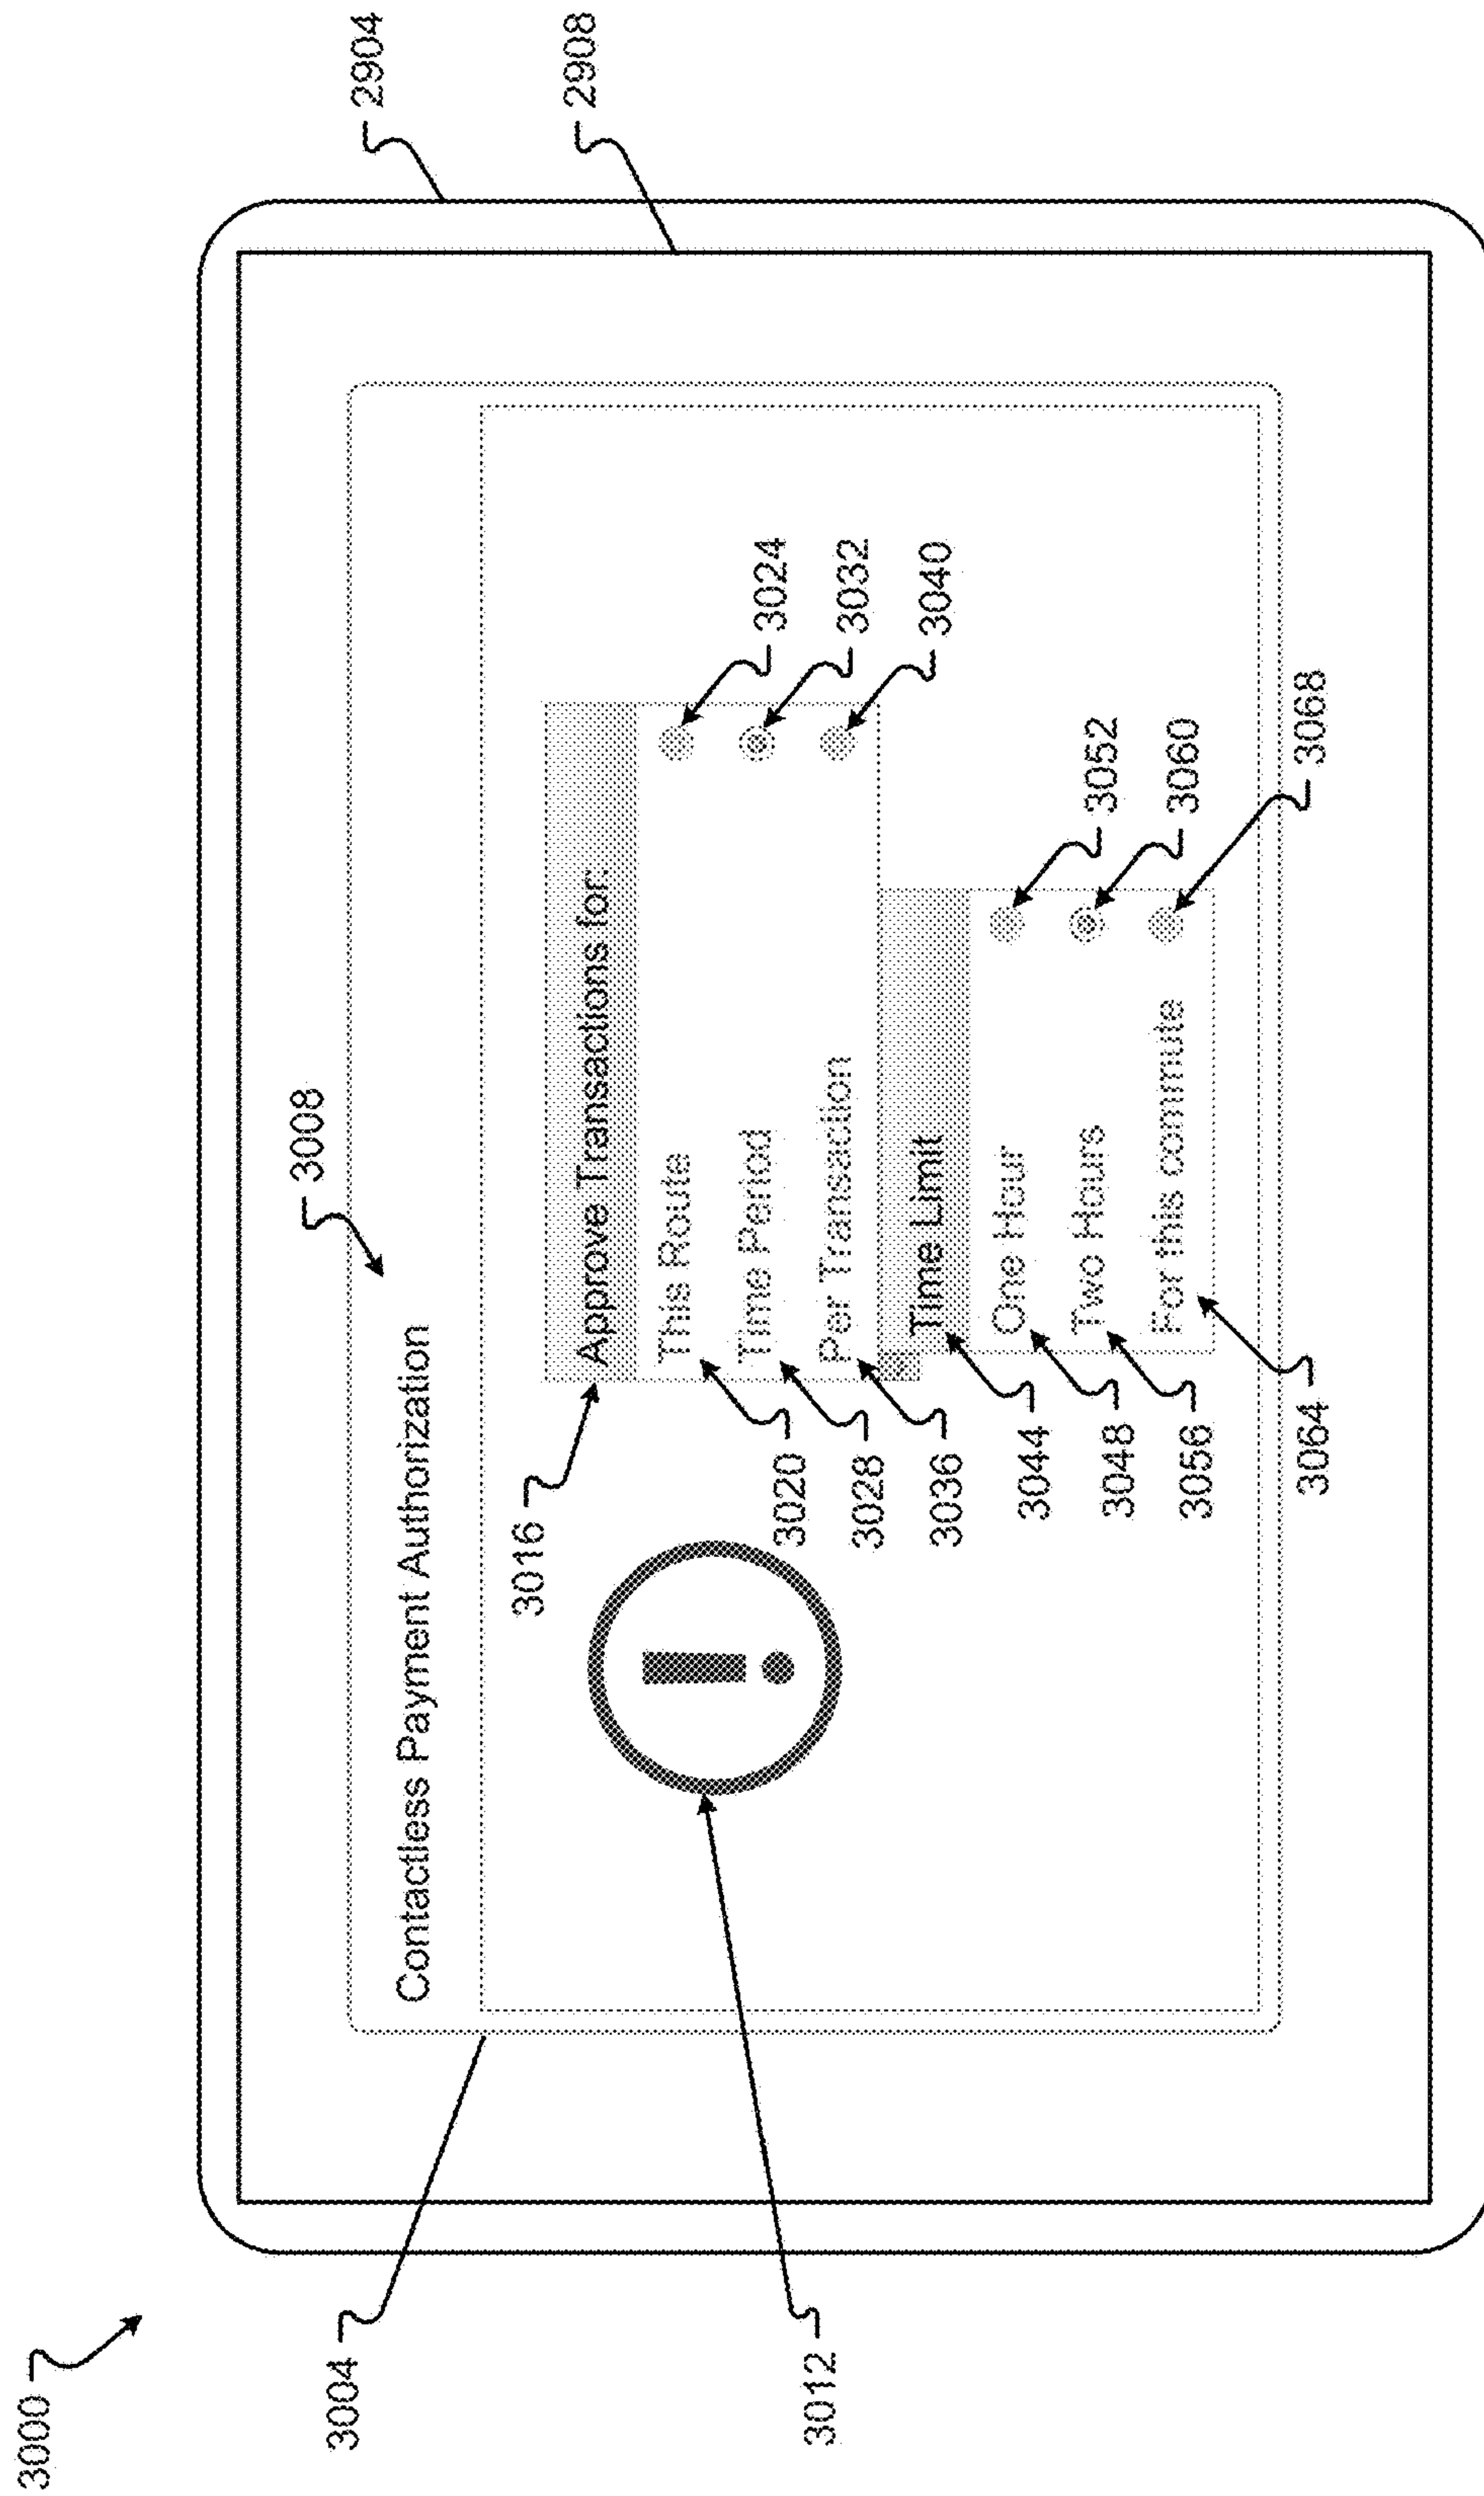 3000
2904
2908
3004
3008
Contactless Payment Authorization
3012
3016
Approve Transactions for:
3020
This Route
3024
3028
Time Period
3032
3036
Per Transaction
3040
3044
Time Limit
3048
One Hour
3052
3056
Two Hours
3060
3064
For this commute
3068